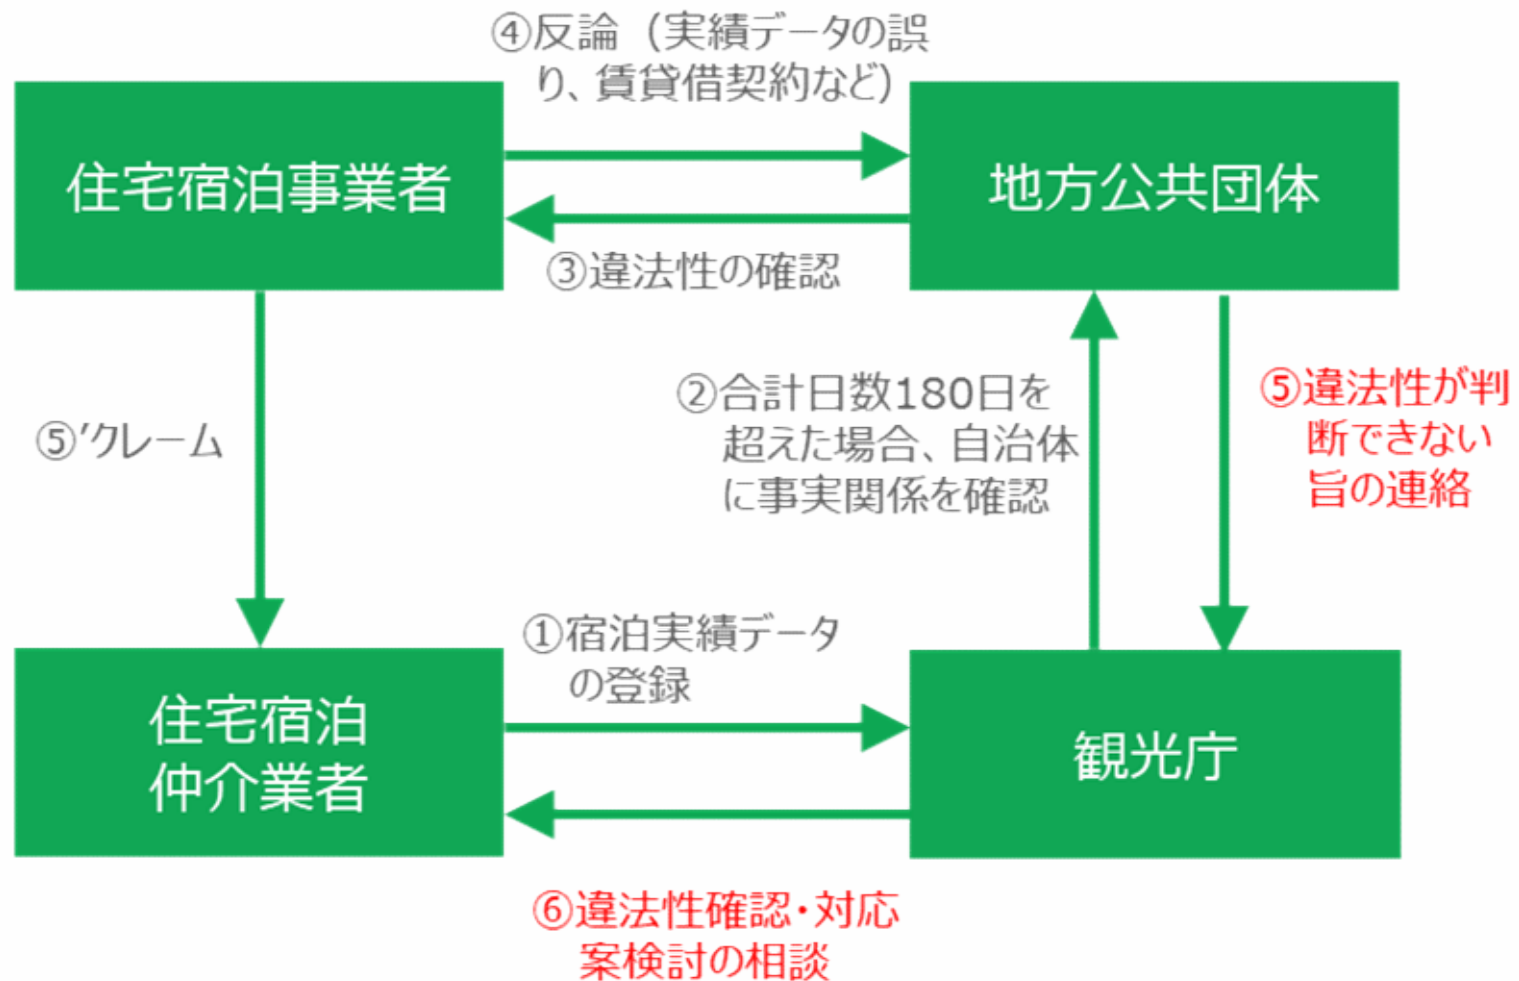 ④反論（実績データの誤
り、賃貸借契約など）
住宅宿泊事業者
地方公共団体
③違法性の確認
⑤’クレーム
②合計日数180日を
超えた場合、自治体
に事実関係を確認
⑤違法性が判
断できない
旨の連絡
①宿泊実績データ
の登録
住宅宿泊
仲介業者
観光庁
⑥違法性確認・対応
案検討の相談